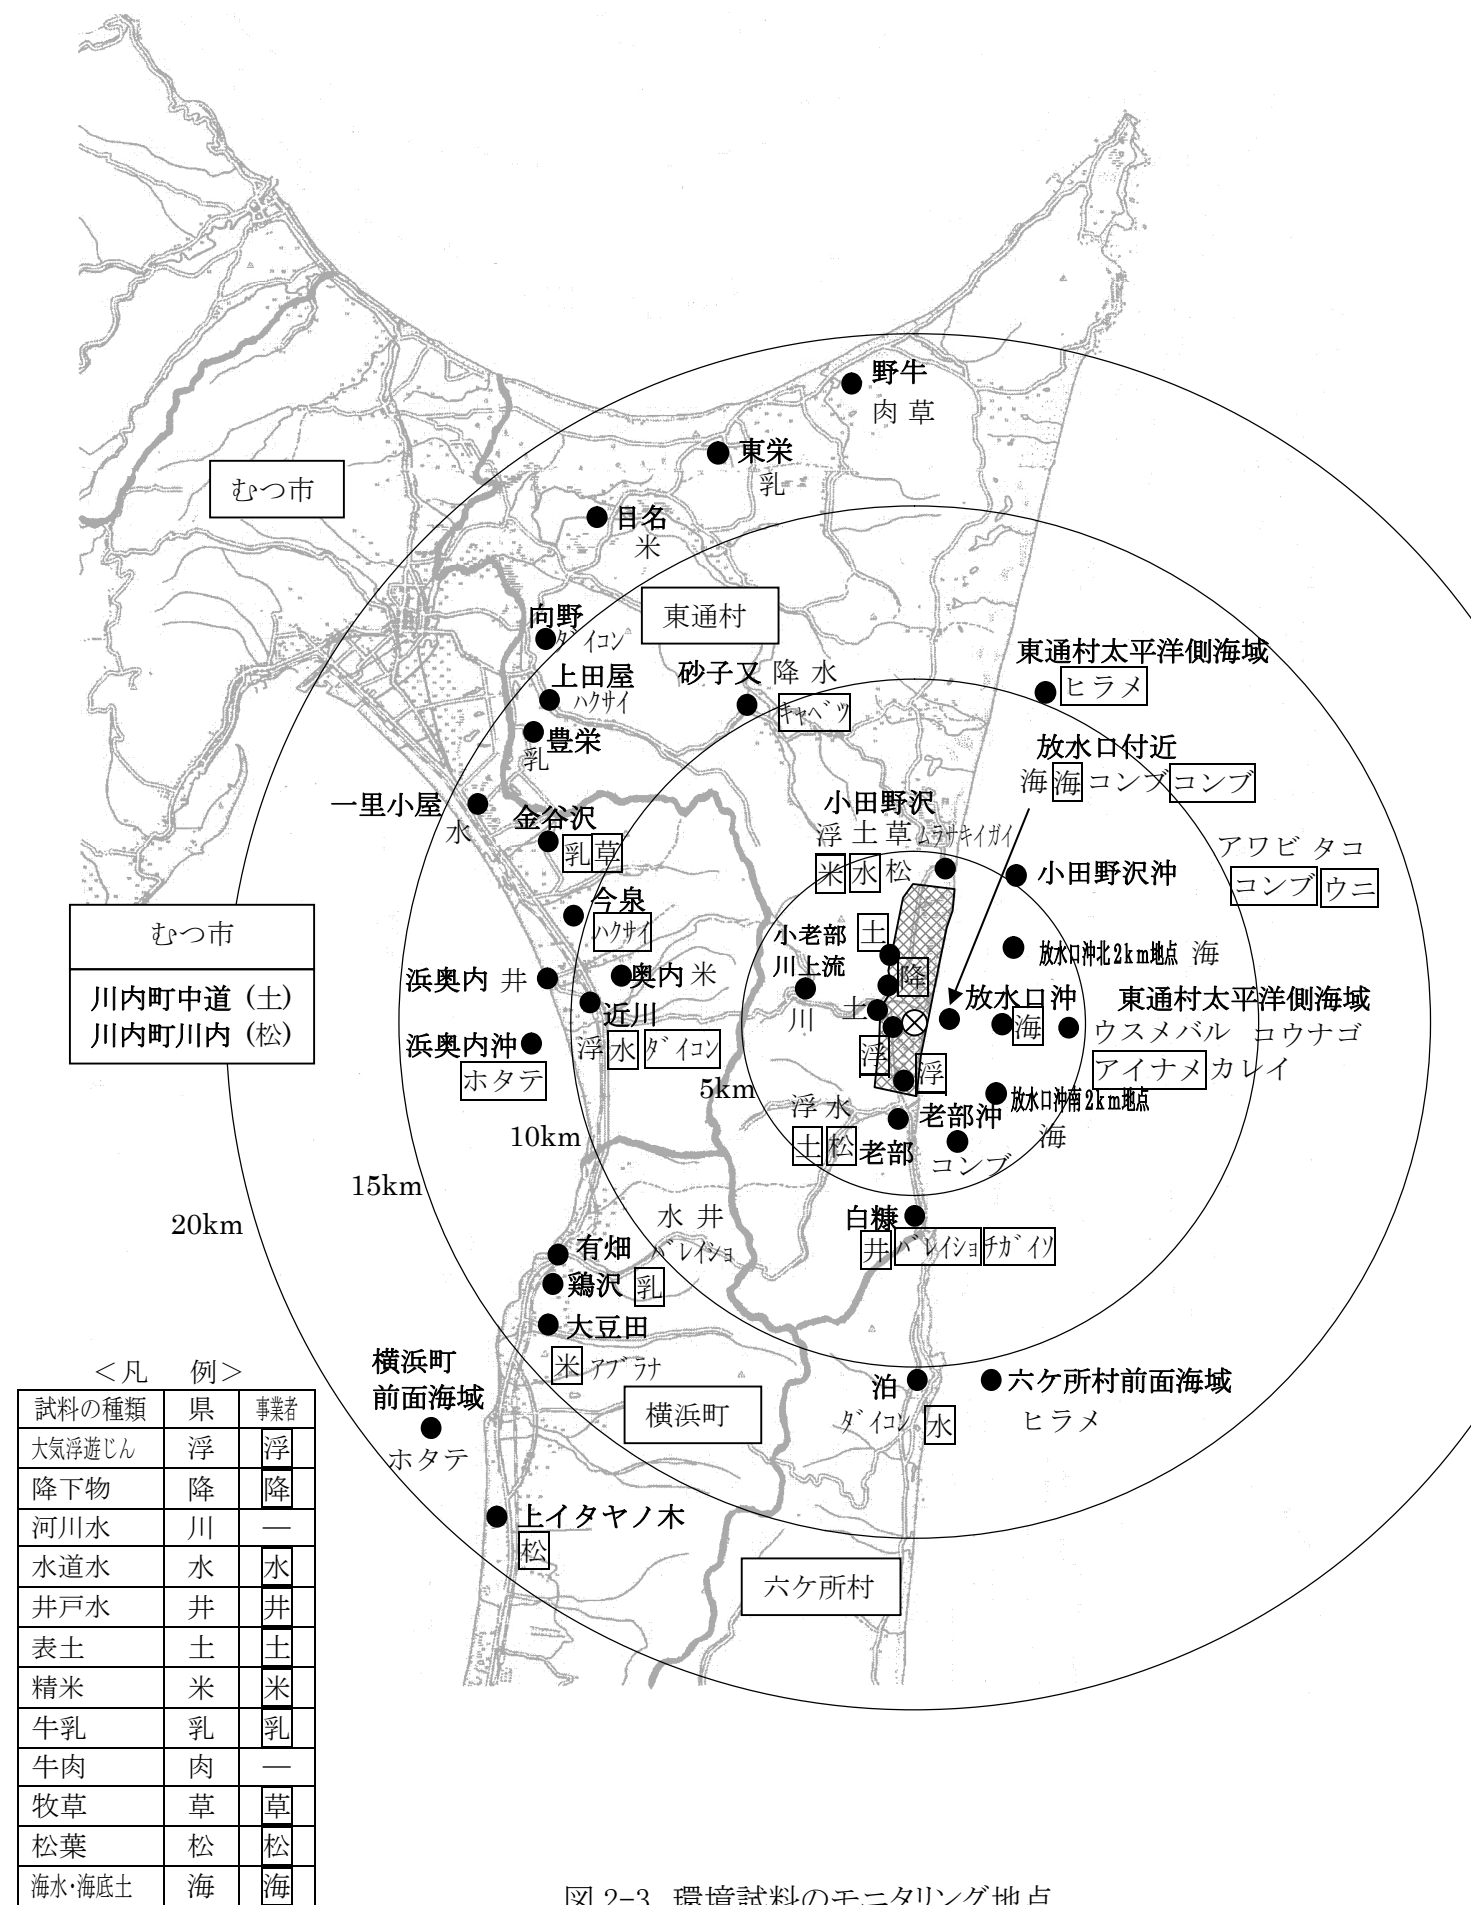 野牛
肉 草
東栄
乳
むつ市
目名
米
向野
ダイコン
東通村
東通村太平洋側海域
ヒラメ
上田屋
ハクサイ
砂子又 降 水
キャベツ
豊栄
乳
放水口付近
海 海 コンブ コンブ
一里小屋
水
金谷沢
乳 草
小田野沢
浮 土 草 ムラサキイガイ
米 水 松
アワビ タコ
コンブ ウニ
小田野沢沖
今泉
ハクサイ
むつ市
川内町中道 (土)
川内町川内 (松)
小老部
川上流
川
土
降
土
浮
浮
放水口沖北2km地点 海
浜奥内 井
奥内 米
近川
浮 水 ダイコン
放水口沖
海
東通村太平洋側海域
ウスメバル コウナゴ
アイナメ カレイ
浜奥内沖
ホタテ
5km
10km
15km
20km
放水口沖南2km地点
海
浮 水
土 松 老部
老部沖
コンブ
白糠
井 バレイショ チガイソ
水 井
有畑 バレイショ
鶏沢 乳
大豆田
米 アブラナ
横浜町
前面海域
ホタテ
横浜町
泊
ダイコン 水
六ケ所村前面海域
ヒラメ
上イタヤノ木
松
六ケ所村
<凡 例>
試料の種類 県 事業者
大気浮遊じん 浮 浮
降下物 降 降
河川水 川 —
水道水 水 水
井戸水 井 井
表土 土 土
精米 米 米
牛乳 乳 乳
牛肉 肉 —
牧草 草 草
松葉 松 松
海水・海底土 海 海
図 2-3 環境試料のモニタリング地点